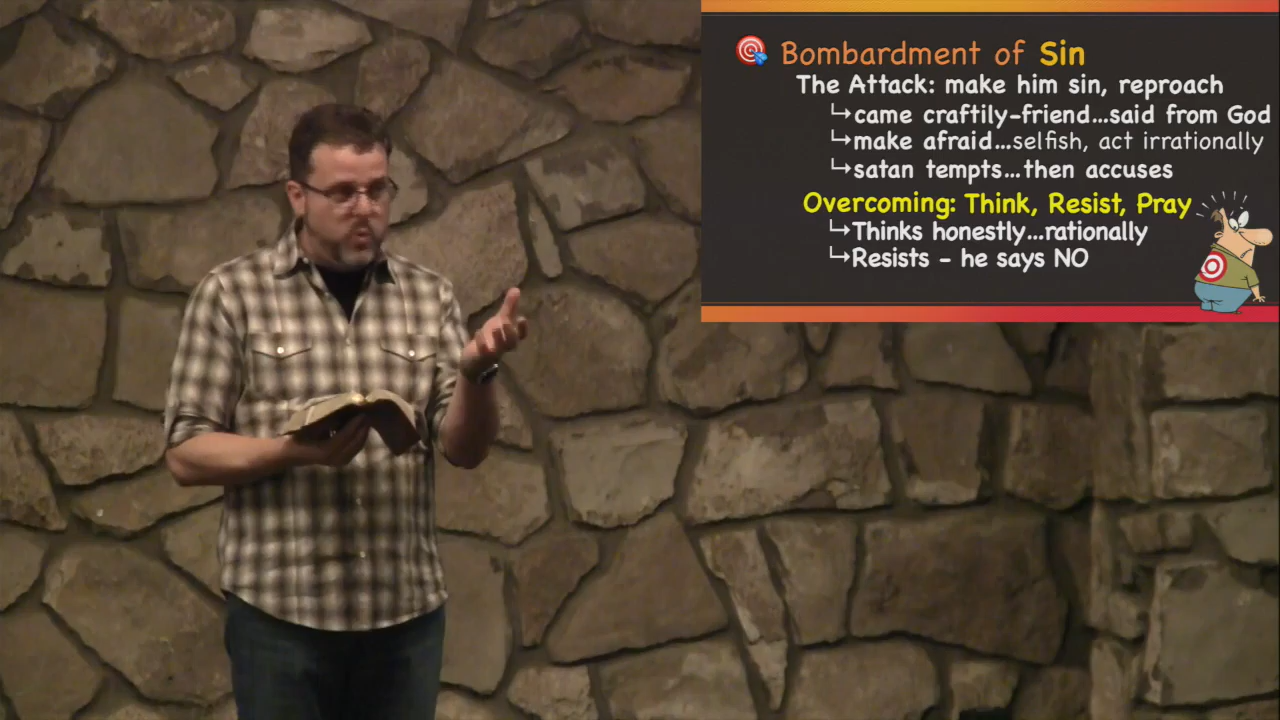 Bombardment of Sin
The Attack: make him sin, reproach
↳came craftily-friend...said from God
↳make afraid...selfish, act irrationally
↳satan tempts...then accuses
Overcoming: Think, Resist, Pray
↳Thinks honestly...rationally
↳Resists - he says NO